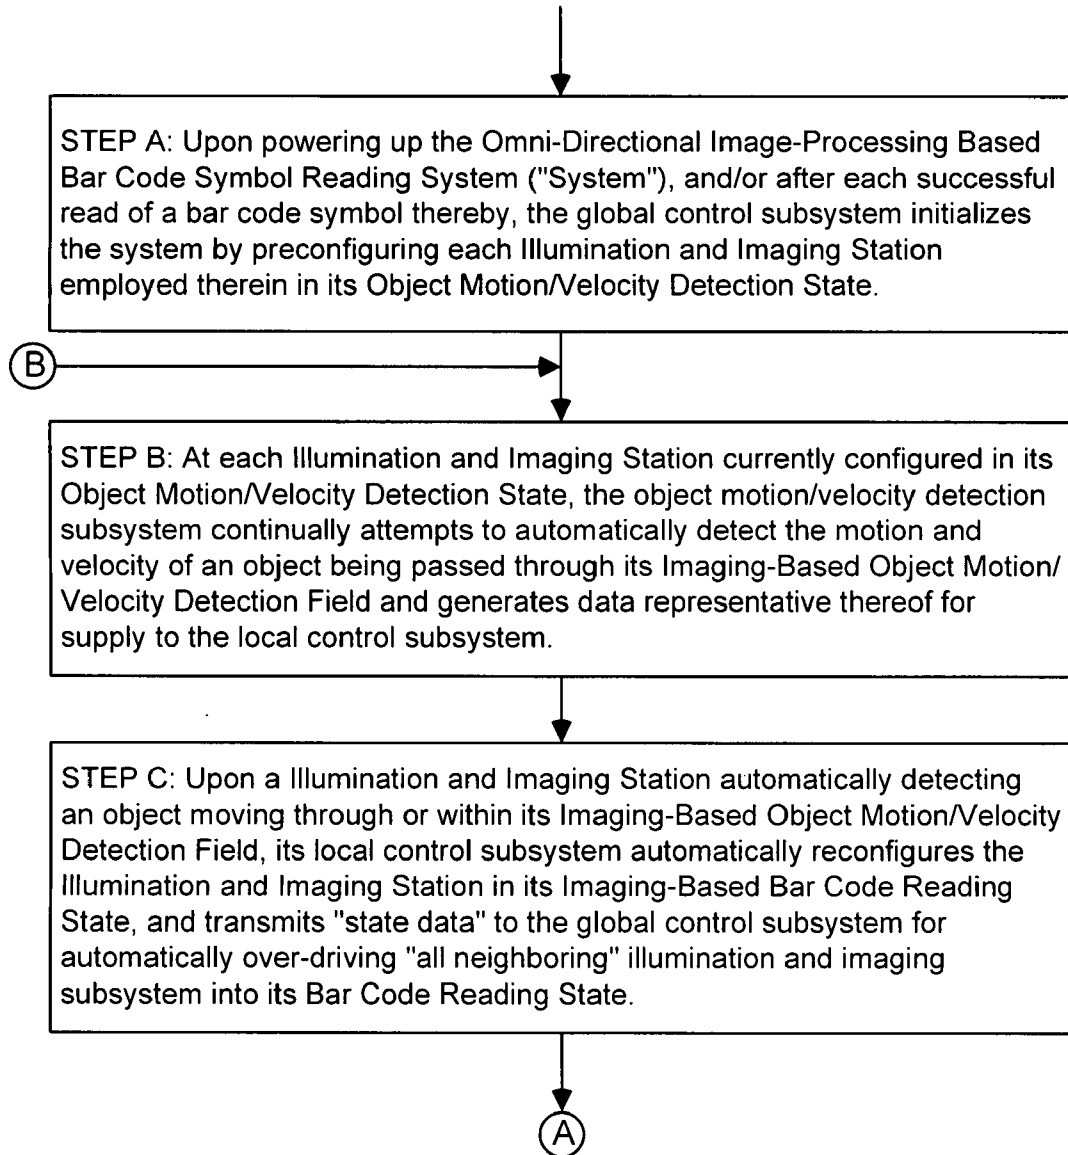 STEP A: Upon powering up the Omni-Directional Image-Processing Based
Bar Code Symbol Reading System ("System"), and/or after each successful
read of a bar code symbol thereby, the global control subsystem initializes
the system by preconfiguring each Illumination and Imaging Station
employed therein in its Object Motion/Velocity Detection State.
B
STEP B: At each Illumination and Imaging Station currently configured in its
Object Motion/Velocity Detection State, the object motion/velocity detection
subsystem continually attempts to automatically detect the motion and
velocity of an object being passed through its Imaging-Based Object Motion/
Velocity Detection Field and generates data representative thereof for
supply to the local control subsystem.
STEP C: Upon a Illumination and Imaging Station automatically detecting
an object moving through or within its Imaging-Based Object Motion/Velocity
Detection Field, its local control subsystem automatically reconfigures the
Illumination and Imaging Station in its Imaging-Based Bar Code Reading
State, and transmits "state data" to the global control subsystem for
automatically over-driving "all neighboring" illumination and imaging
subsystem into its Bar Code Reading State.
A